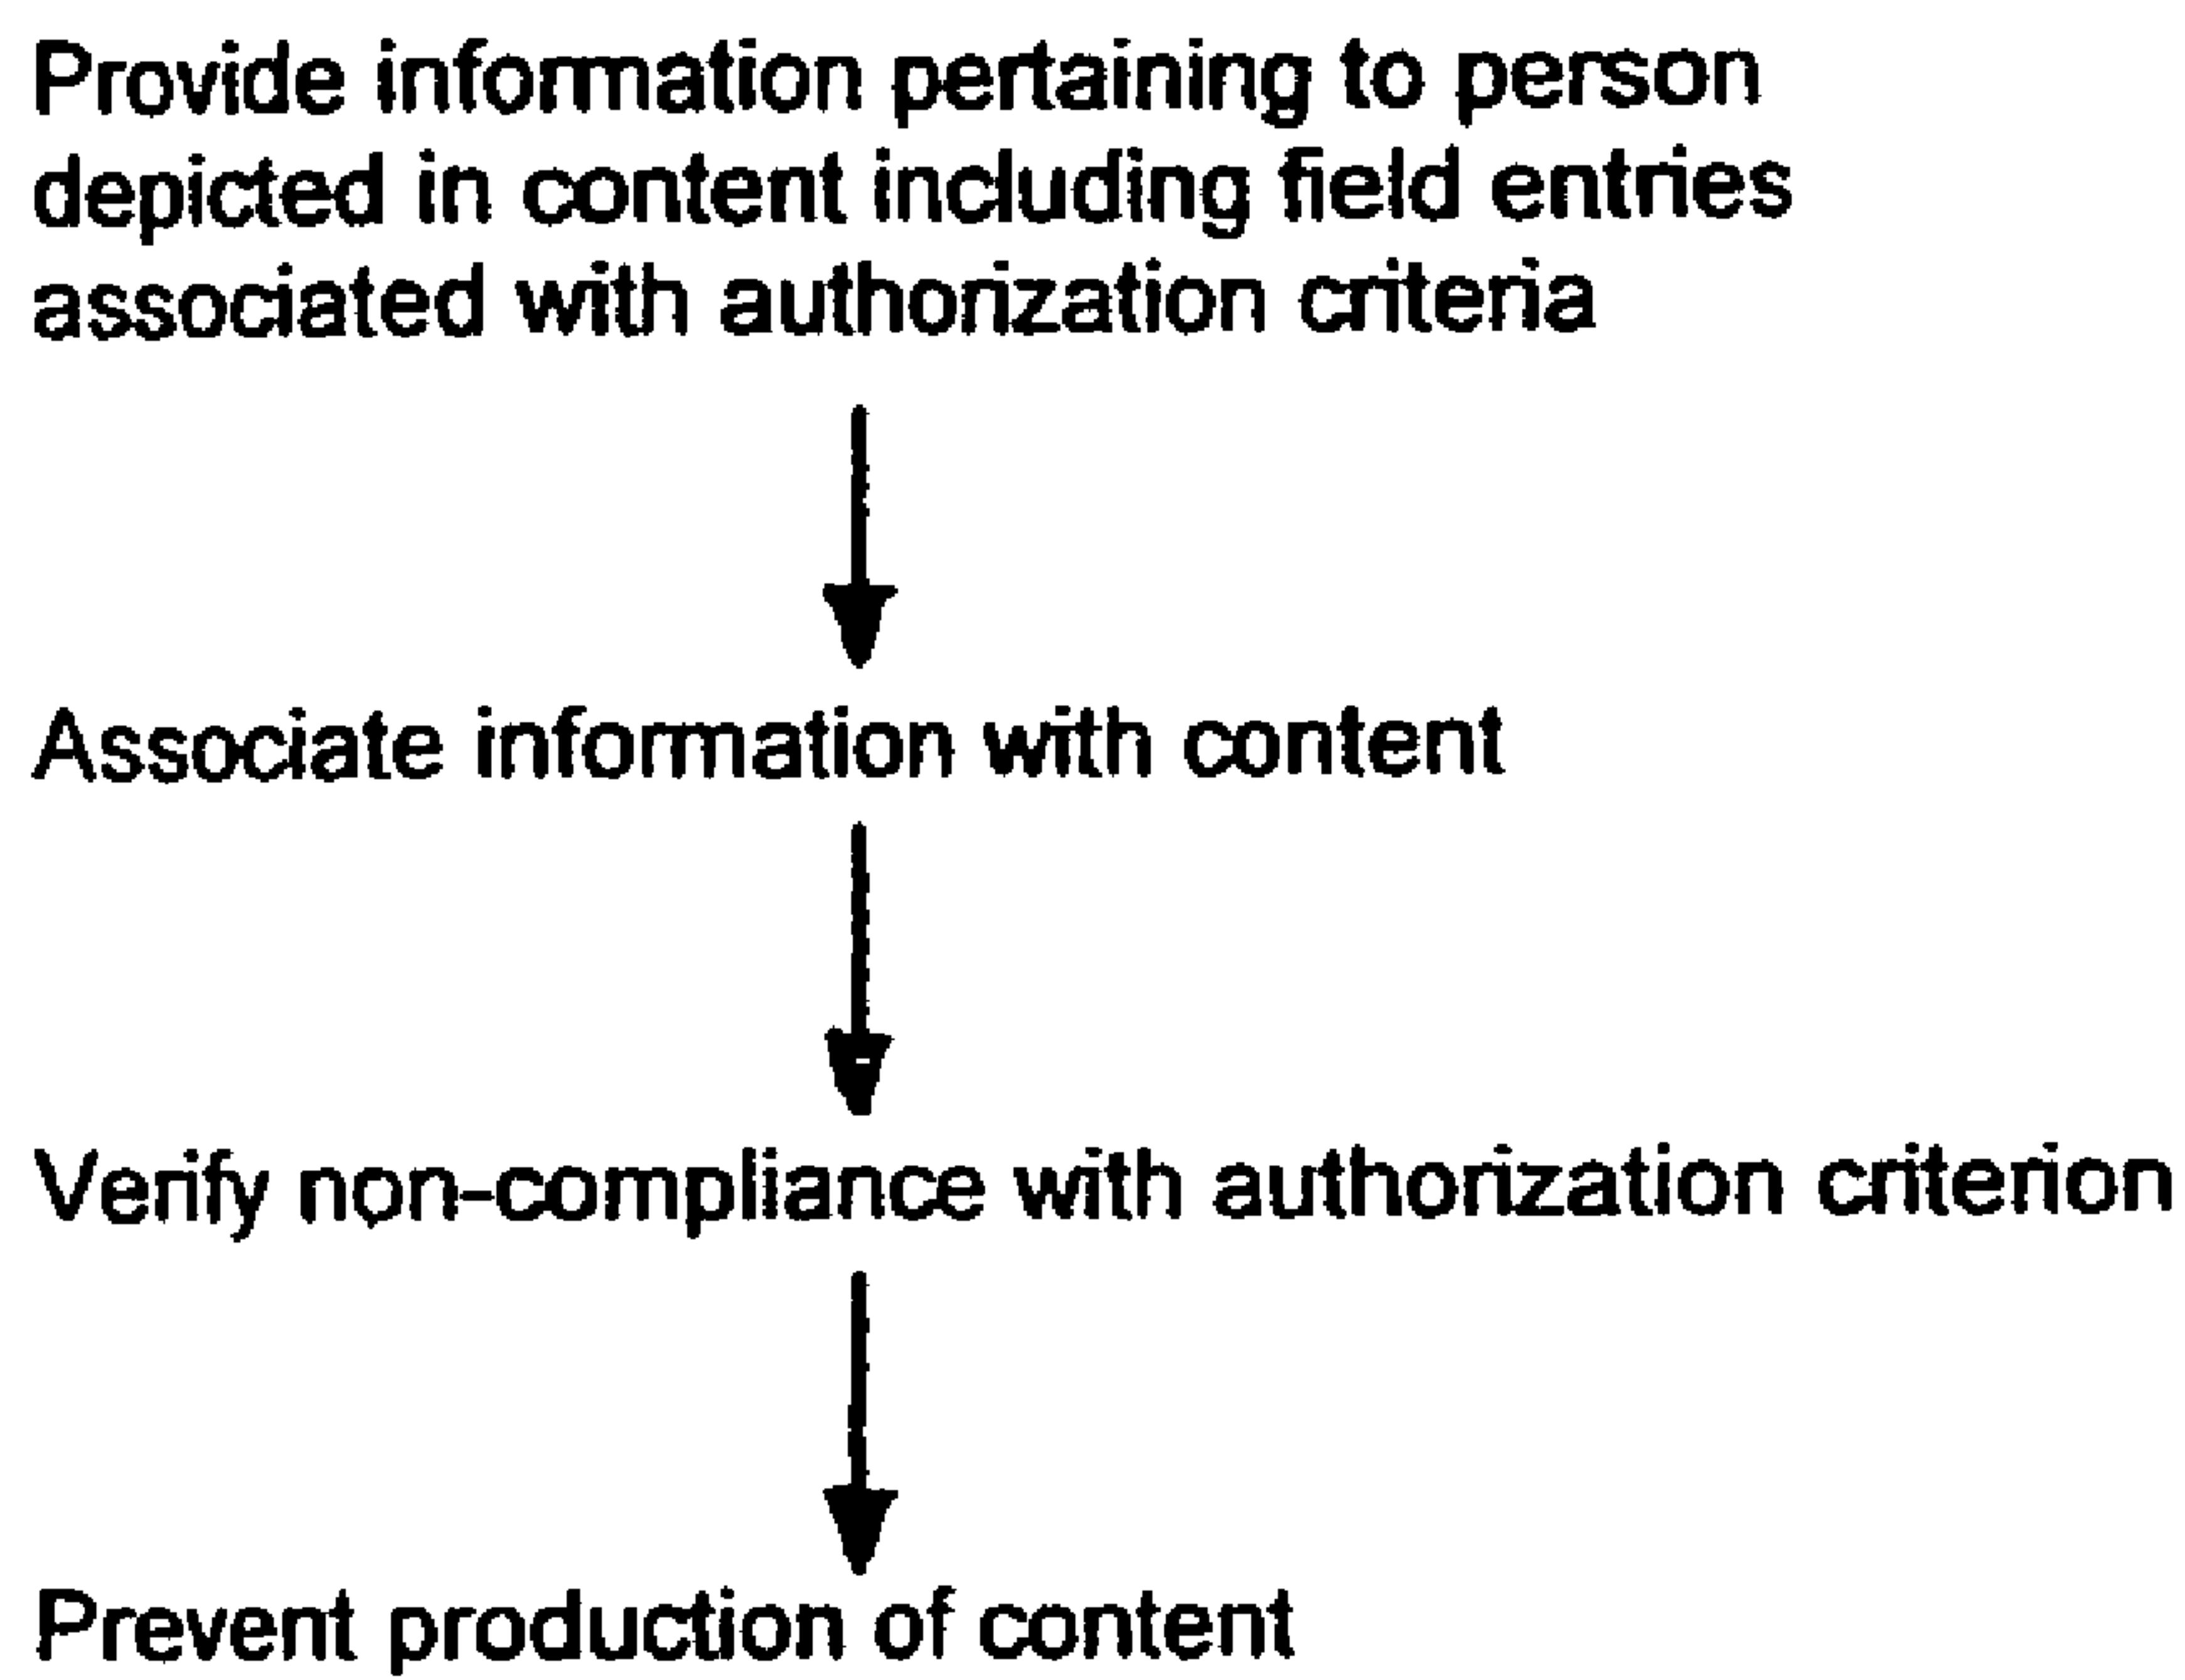 Provide information pertaining to person
depicted in content including field entries
associated with authorization criteria
Associate information with content
Verify non-compliance with authorization criterion
Prevent production of content